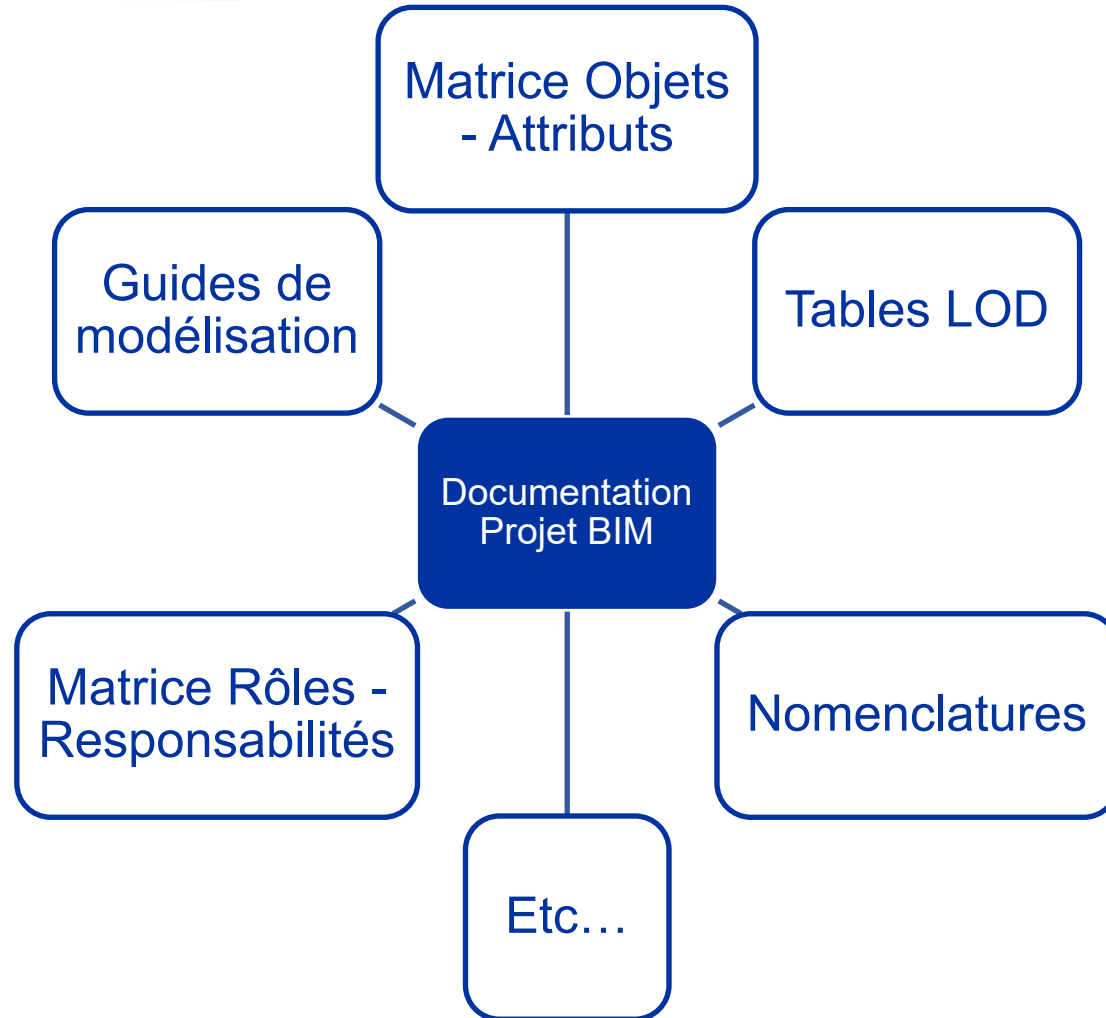 Matrice Objets
- Attributs
Guides de
modélisation
Tables LOD
Documentation
Projet BIM
Matrice Rôles -
Responsabilités
Nomenclatures
Etc…